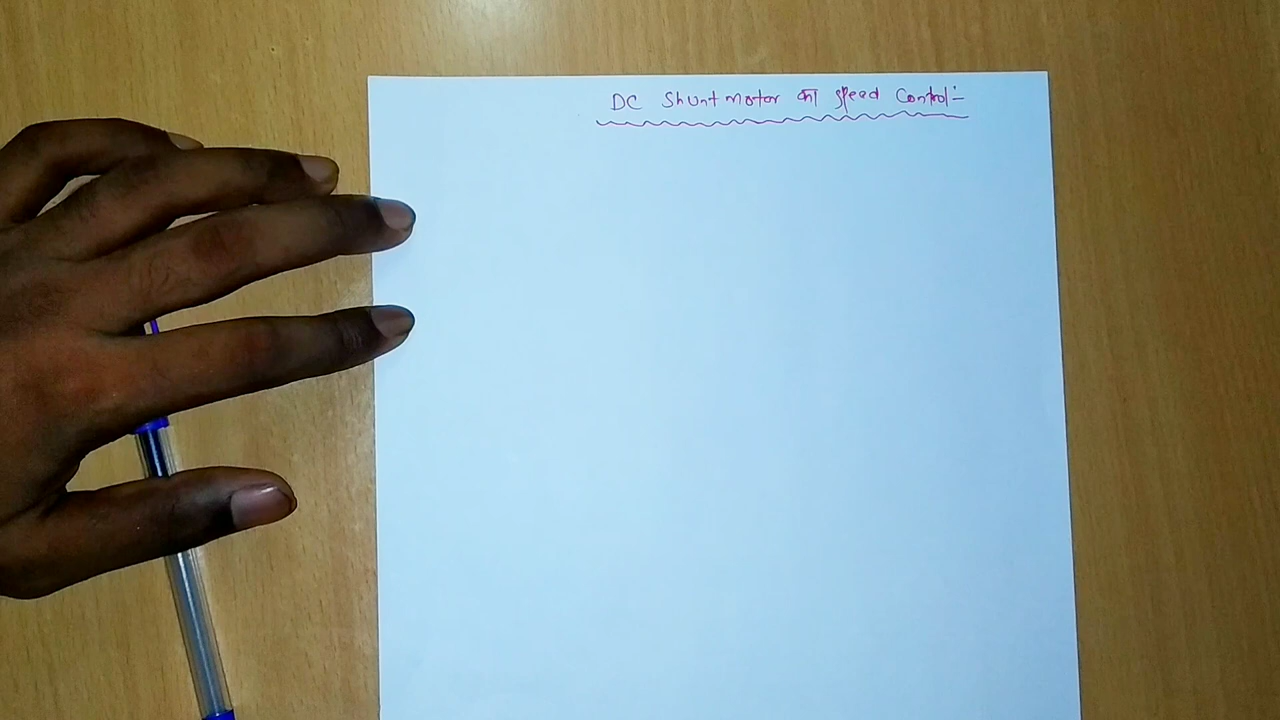 DC Shunt motor का speed Control:-